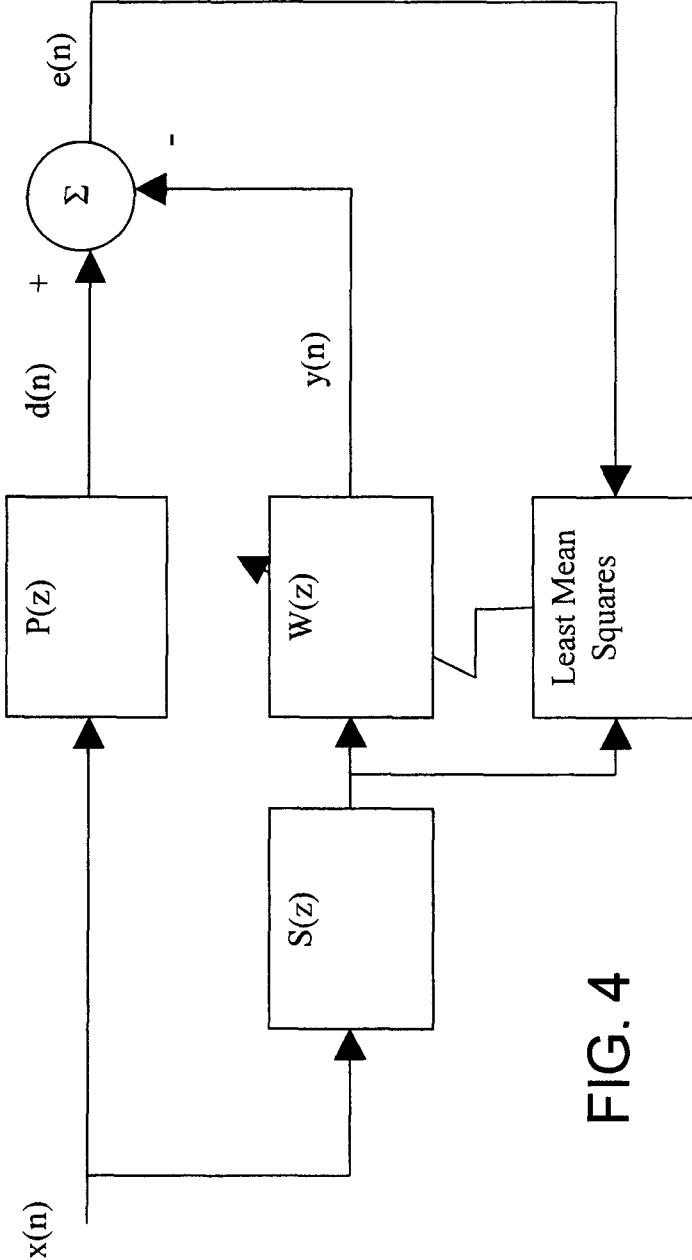 x(n)
P(z)
d(n)
+
Σ
e(n)
-
S(z)
W(z)
y(n)
Least Mean
Squares
FIG. 4